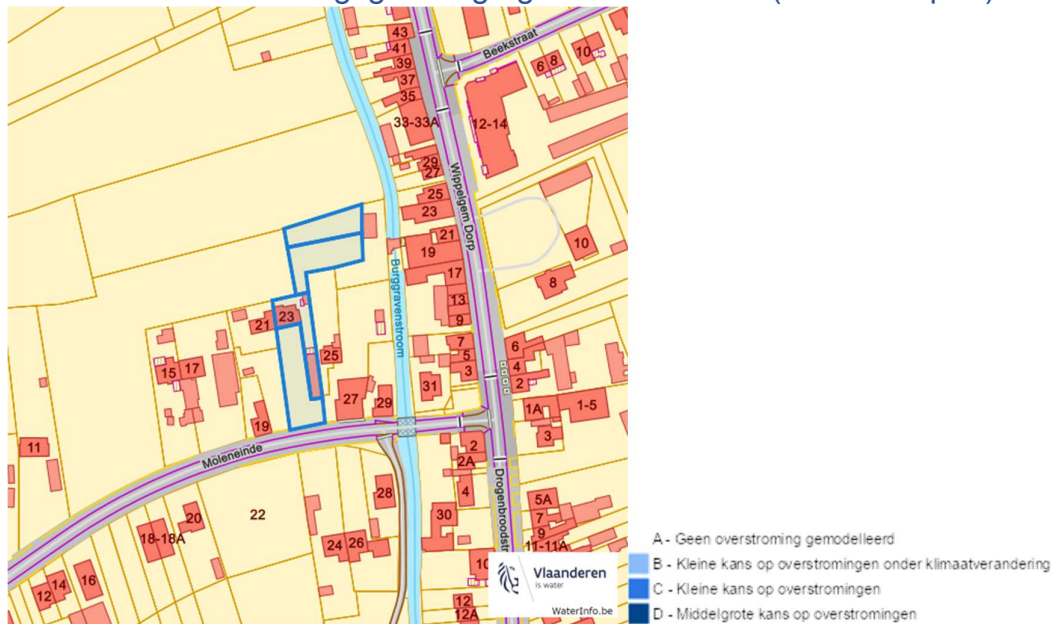 43
41
39
37
35
33-33A
29
27
25
23
21
19
17
13
9
7
5
3
31
Beekstraat
6
8
10
12-14
Wippelgem Dorp
10
8
6
4
2
1A
1-5
3
Burggravenstroom
23
21
25
15
17
27
29
19
11
Moleneinde
2
2A
4
28
30
Drogenbroodstr
5A
7
9
11-11A
22
20
18-18A
24
26
16
14
12
10
12
12A
Vlaanderen
is water
WaterInfo.be
A - Geen overstroming gemodelleerd
B - Kleine kans op overstromingen onder klimaatverandering
C - Kleine kans op overstromingen
D - Middelgrote kans op overstromingen